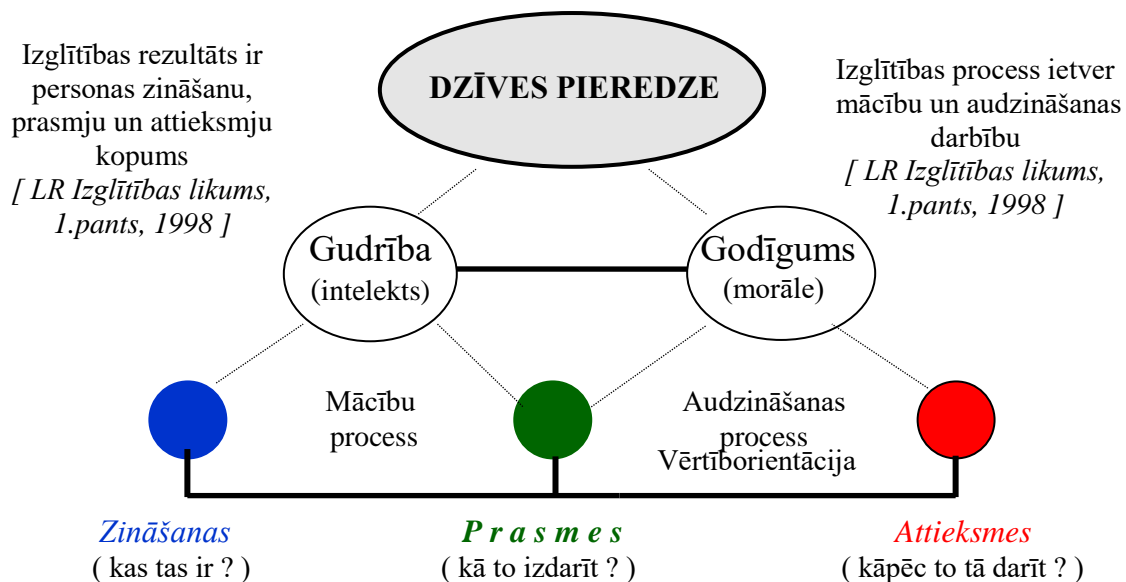 Izglītības rezultāts ir
personas zināšanu,
prasmju un attieksmju
kopums
[ LR Izglītības likums,
1.pants, 1998 ]
DZĪVES PIEREDZE
Izglītības process ietver
mācību un audzināšanas
darbību
[ LR Izglītības likums,
1.pants, 1998 ]
Gudrība
(intelekts)
Godīgums
(morāle)
Mācību
process
Audzināšanas
process
Vērtīborientācija
Zināšanas
( kas tas ir ? )
P r a s m e s
( kā to izdarīt ? )
Attieksmes
( kāpēc to tā darīt ? )